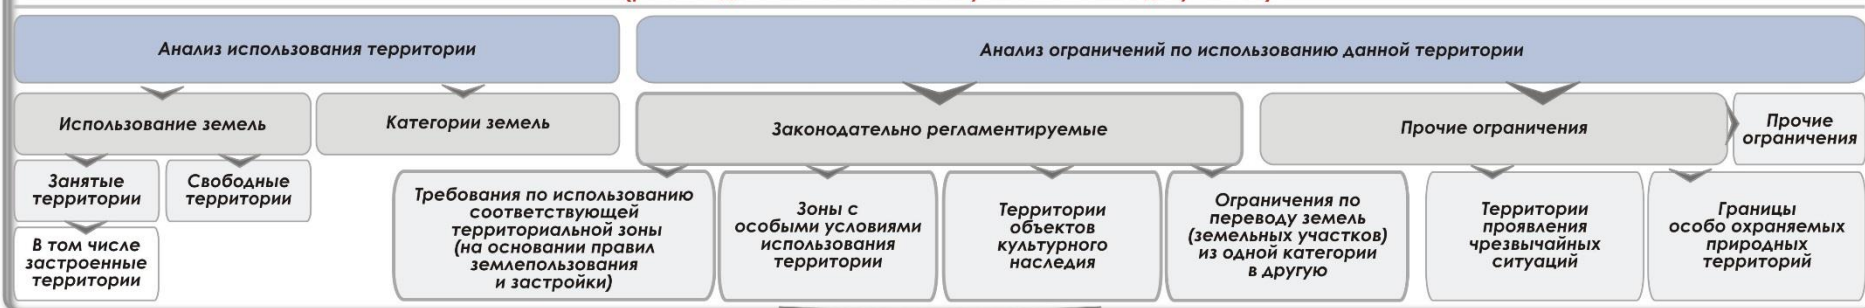 Анализ использования территории
Анализ ограничений по использованию данной территории
Использование земель
Категории земель
Законодательно регламентируемые
Прочие ограничения
Прочие
ограничения
Занятые
территории
Свободные
территории
В том числе
застроенные
территории
Требования по использованию
соответствующей
территориальной зоны
(на основании правил
землепользования
и застройки)
Зоны с
особыми условиями
использования
территории
Территории
объектов
культурного
наследия
Ограничения по
переводу земель
(земельных участков)
из одной категории
в другую
Территории
проявления
чрезвычайных
ситуаций
Границы
особо охраняемых
природных
территорий